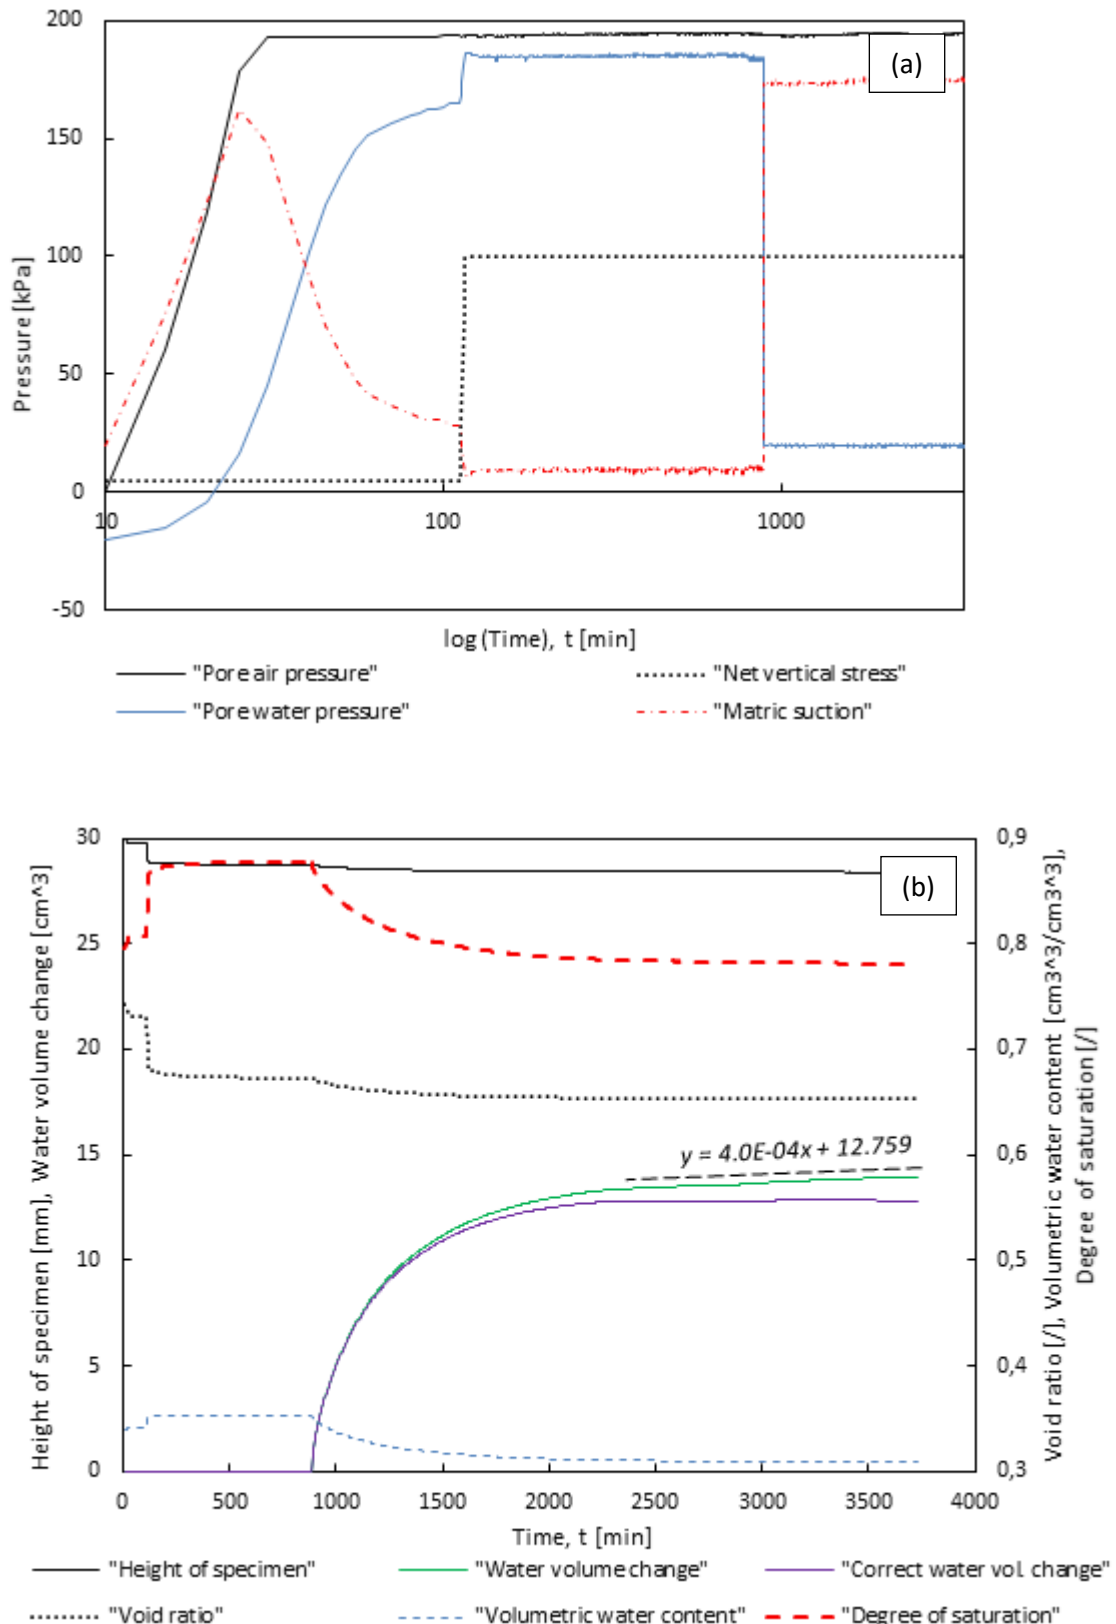 200
(a)
150
100
50
0
-50
10
100
1000
Pressure [kPa]
log (Time), t [min]
"Pore air pressure"
"Net vertical stress"
"Pore water pressure"
"Matric suction"
30
25
20
15
10
5
0
0,9
0,8
0,7
0,6
0,5
0,4
0,3
(b)
y = 4.0E-04x + 12.759
Height of specimen [mm], Water volume change [cm^3]
Void ratio [/], Volumetric water content [cm3^3/cm3^3],
Degree of saturation [/]
0
500
1000
1500
2000
2500
3000
3500
4000
Time, t [min]
"Height of specimen"
"Water volume change"
"Correct water vol. change"
"Void ratio"
"Volumetric water content"
"Degree of saturation"